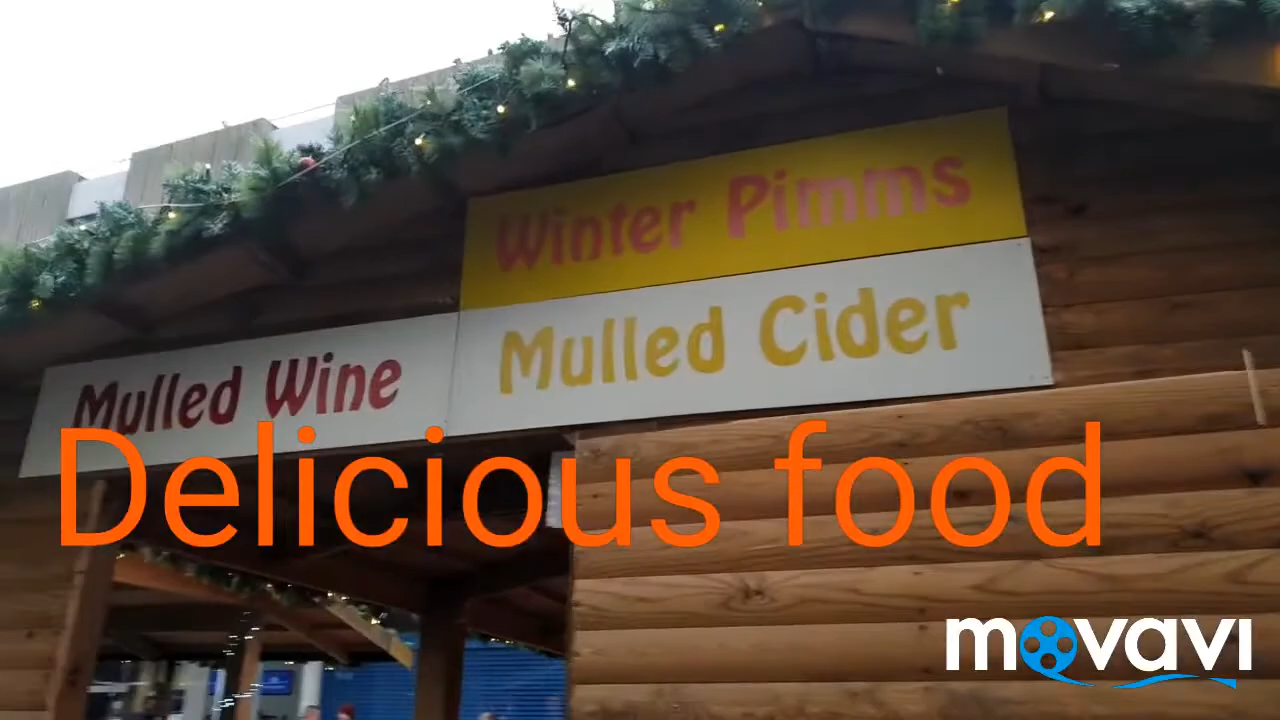 Winter Pimms
Mulled Wine
Mulled Cider
Delicious food
movavi